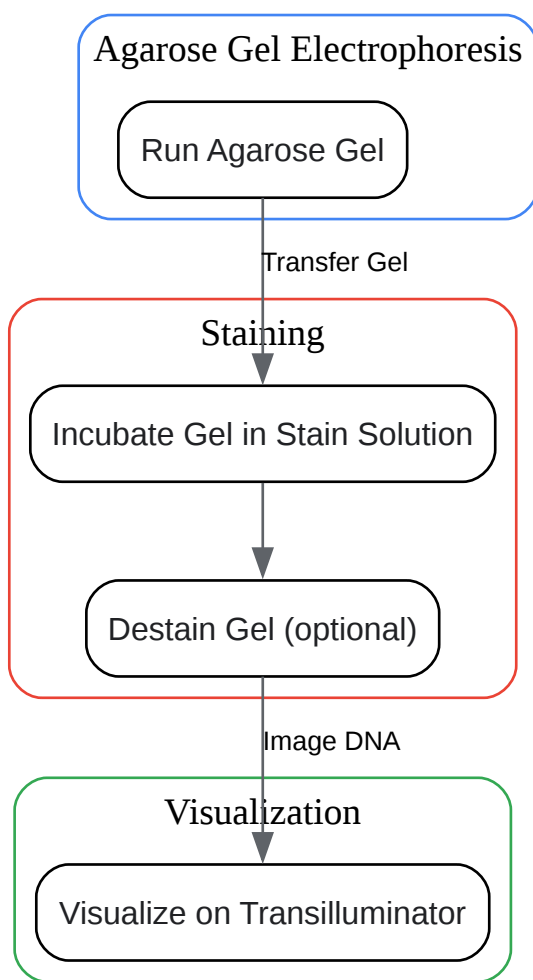 Agarose Gel Electrophoresis
Run Agarose Gel
Transfer Gel
Staining
Incubate Gel in Stain Solution
Destain Gel (optional)
Image DNA
Visualization
Visualize on Transilluminator